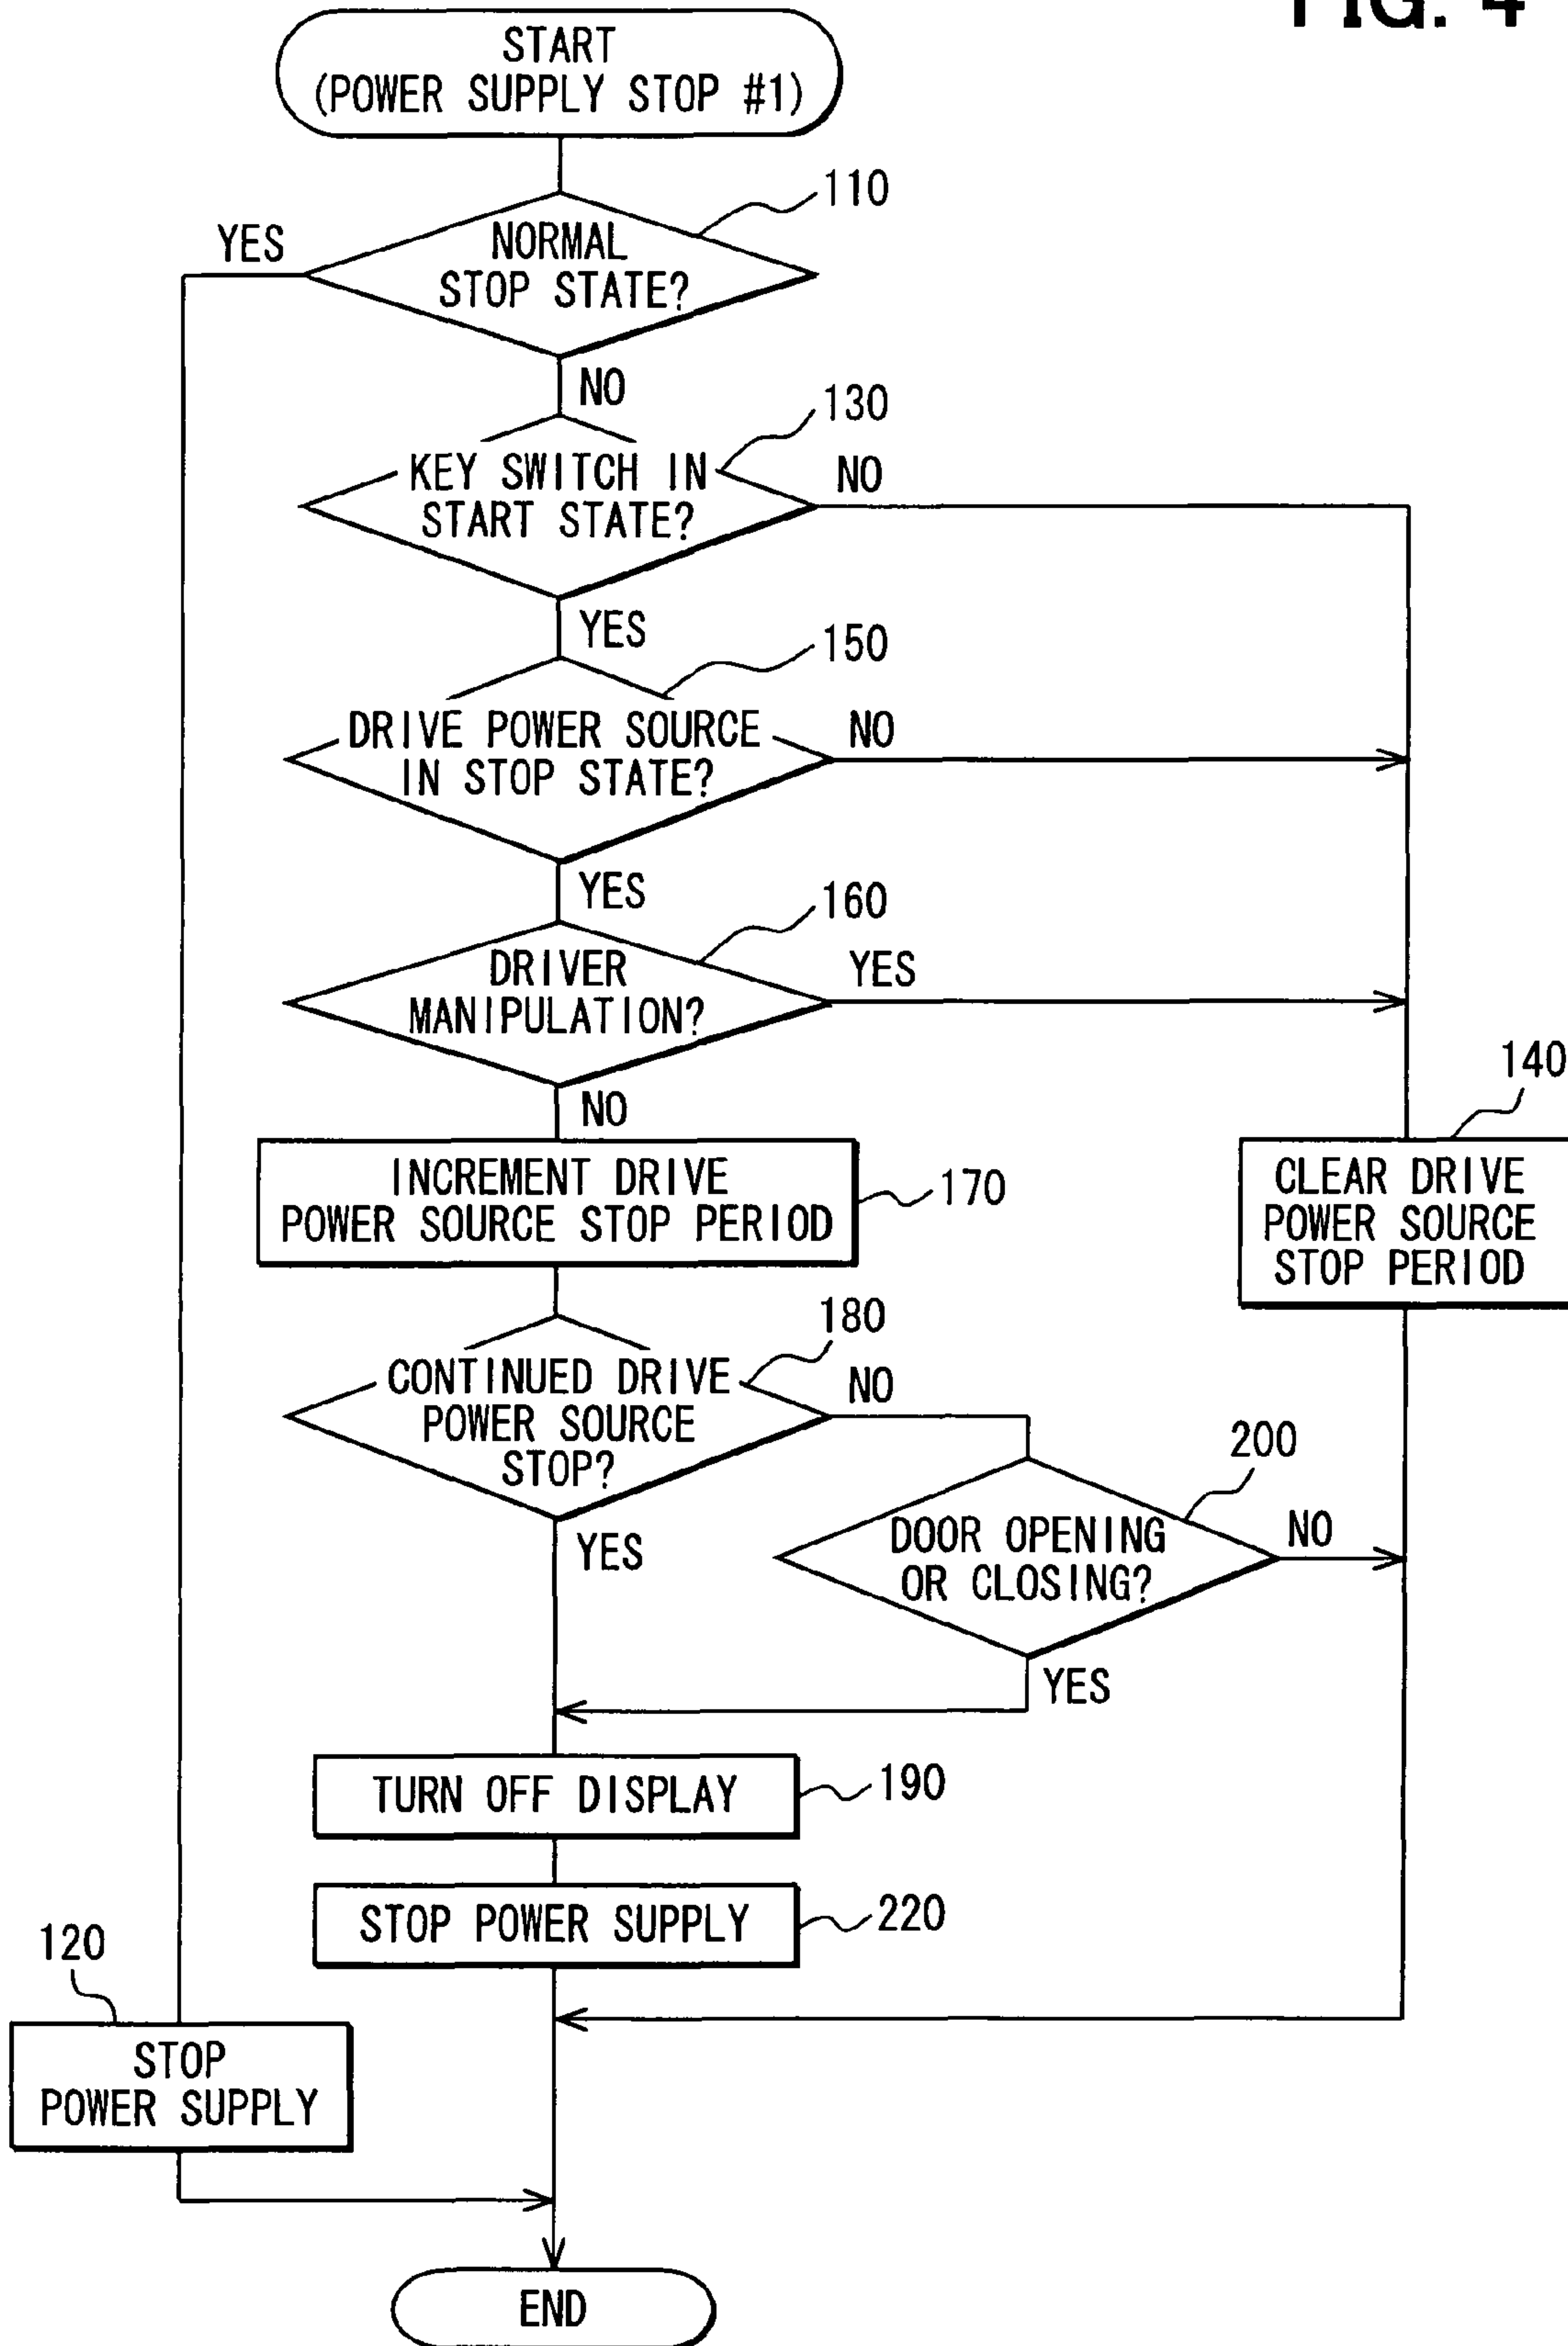 FIG. 4
START
(POWER SUPPLY STOP #1)
110
YES
NORMAL
STOP STATE?
NO
130
KEY SWITCH IN
START STATE?
NO
YES
150
DRIVE POWER SOURCE
IN STOP STATE?
NO
YES
160
DRIVER
MANIPULATION?
YES
NO
140
INCREMENT DRIVE
POWER SOURCE STOP PERIOD
170
CLEAR DRIVE
POWER SOURCE
STOP PERIOD
180
CONTINUED DRIVE
POWER SOURCE
STOP?
NO
YES
200
DOOR OPENING
OR CLOSING?
NO
YES
TURN OFF DISPLAY
190
STOP POWER SUPPLY
220
120
STOP
POWER SUPPLY
END